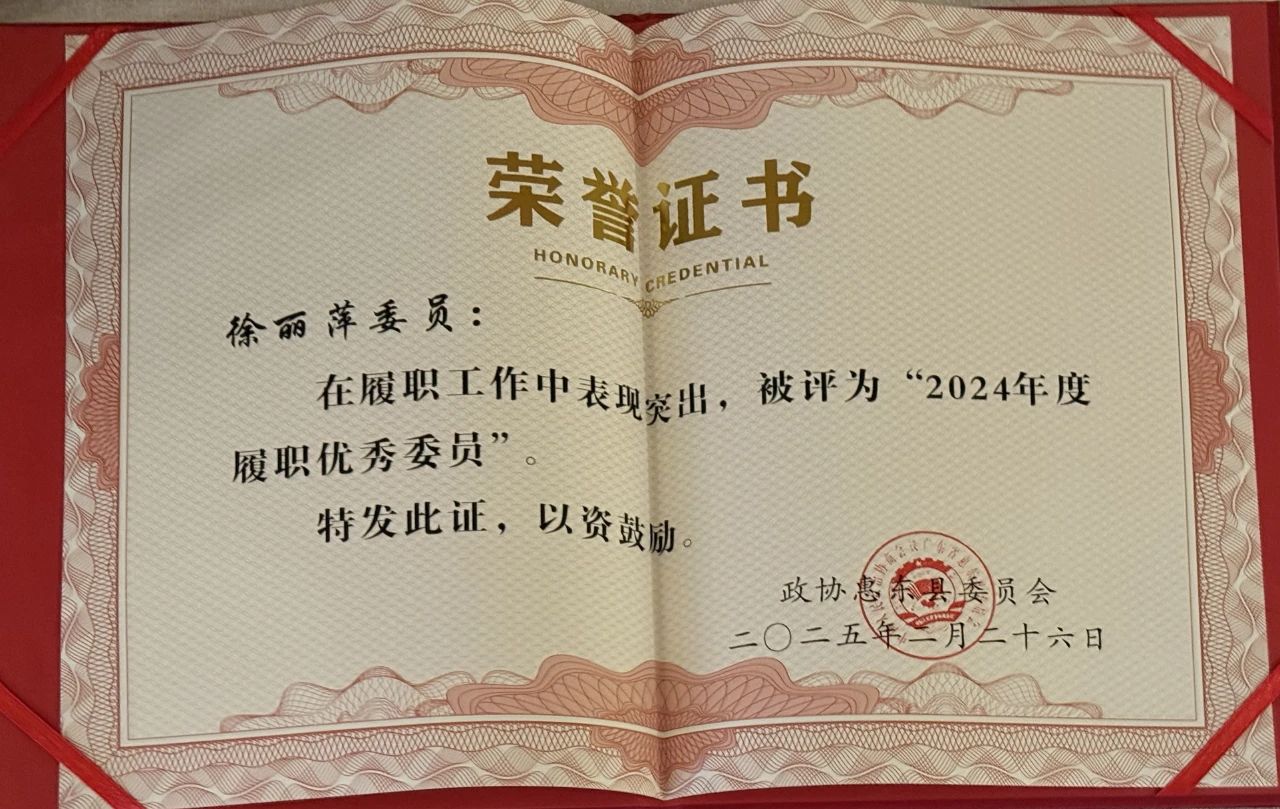 荣誉证书
HONORARY CREDENTIAL
徐丽萍委员：
在履职工作中表现突出，被评为“2024年度
履职优秀委员”。
特发此证，以资鼓励。
政协惠东县委员会
二〇二五年二月二十六日